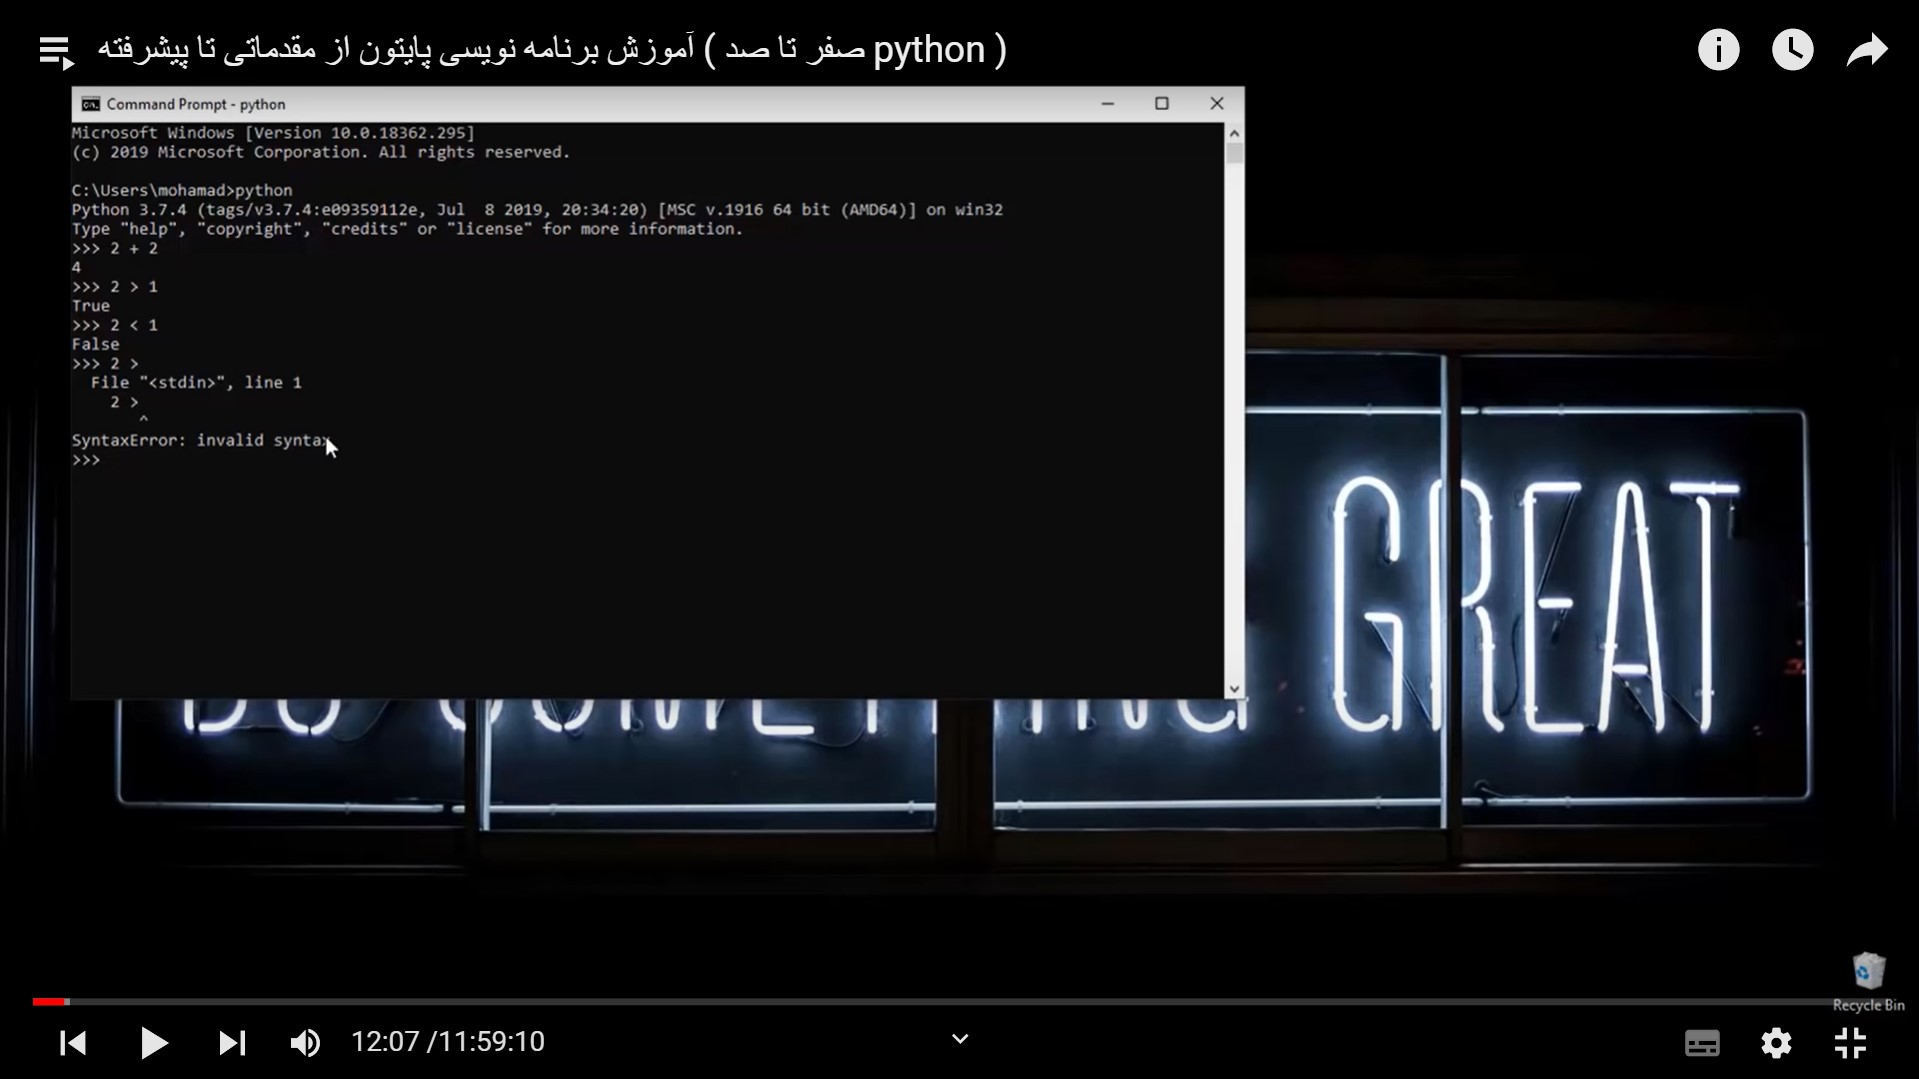 آموزش برنامه نویسی پایتون از مقدماتی تا پیشرفته ( صفر تا صد python )
Command Prompt - python
Microsoft Windows [Version 10.0.18362.295]
(c) 2019 Microsoft Corporation. All rights reserved.
C:\Users\mohamad>python
Python 3.7.4 (tags/v3.7.4:e09359112e, Jul  8 2019, 20:34:20) [MSC v.1916 64 bit (AMD64)] on win32
Type "help", "copyright", "credits" or "license" for more information.
>>> 2 + 2
4
>>> 2 > 1
True
>>> 2 < 1
False
>>> 2 >
  File "<stdin>", line 1
    2 >
       ^
SyntaxError: invalid syntax
>>>
GREAT
Recycle Bin
12:07 /11:59:10